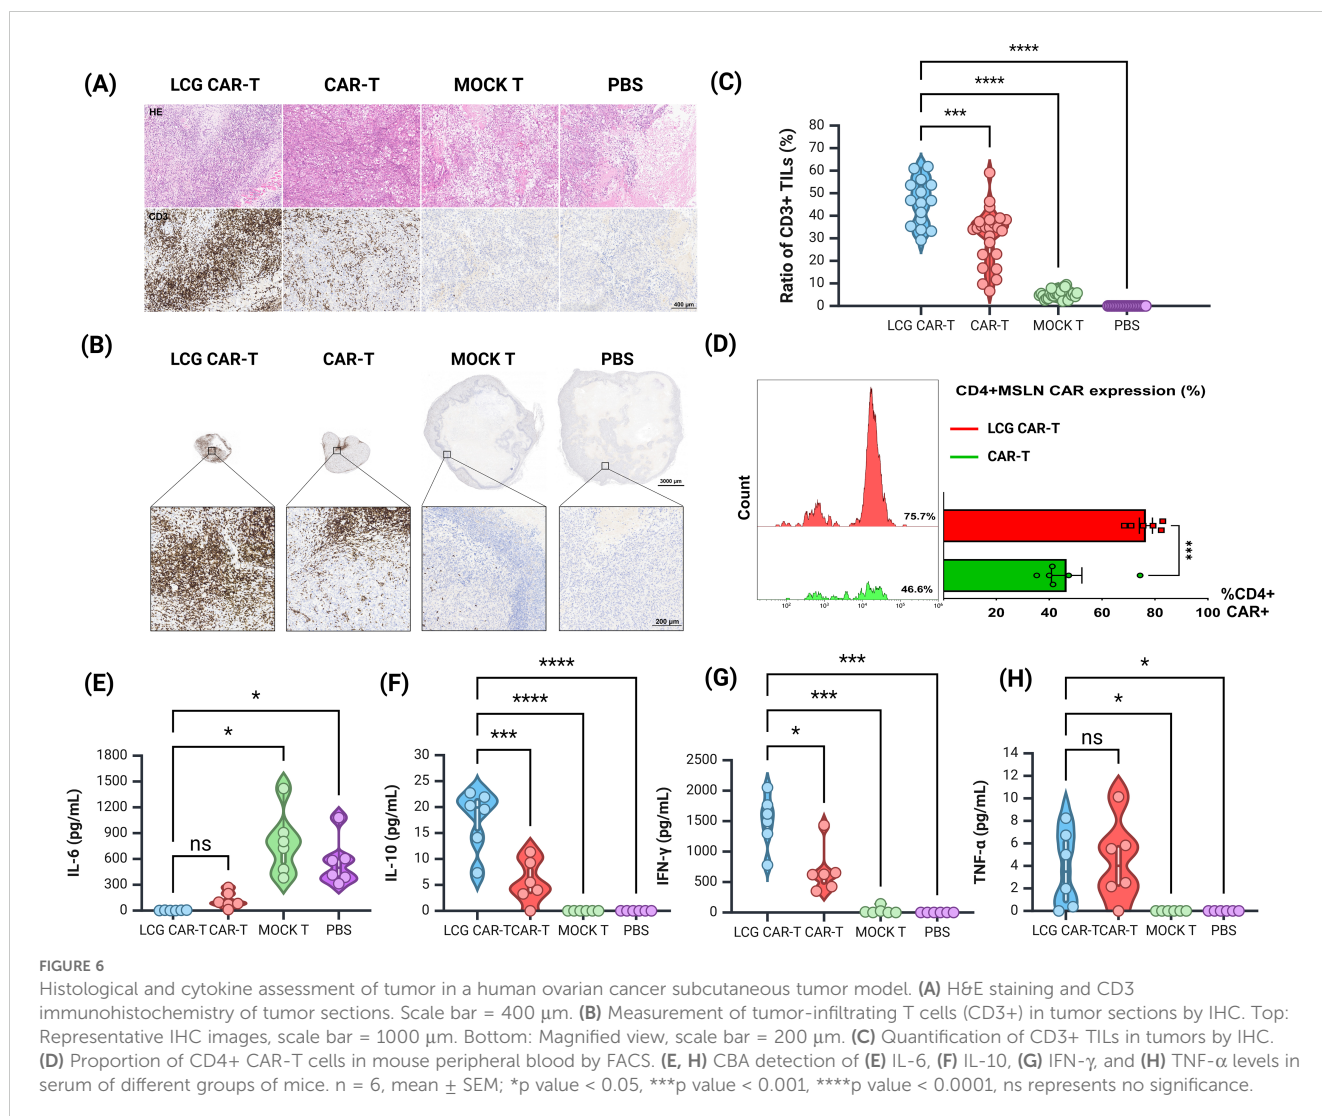 (A)
LCG CAR-T CAR-T MOCK T PBS
HE
CD3
400 μm
(B)
LCG CAR-T CAR-T MOCK T PBS
3000 μm
200 μm
(C)
**** 
****
***
Ratio of CD3+ TILs (%)
80
70
60
50
40
30
20
10
0
LCG CAR-T CAR-T MOCK T PBS
(D)
CD4+MSLN CAR expression (%)
LCG CAR-T
CAR-T
Count
75.7%
46.6%
10² 10³ 10⁴ 10⁵ 10⁶
***
20 40 60 80 100
%CD4+
CAR+
(E)
*
*
ns
IL-6 (pg/mL)
1800
1500
1200
900
600
300
0
LCG CAR-T CAR-T MOCK T PBS
(F)
****
****
***
IL-10 (pg/mL)
30
25
20
15
10
5
0
LCG CAR-TCAR-T MOCK T PBS
(G)
***
***
*
IFN-γ (pg/mL)
2500
2000
1500
1000
500
0
LCG CAR-T CAR-T MOCK T PBS
(H)
*
*
ns
TNF-α (pg/mL)
14
12
10
8
6
4
2
0
LCG CAR-TCAR-T MOCK T PBS
FIGURE 6
Histological and cytokine assessment of tumor in a human ovarian cancer subcutaneous tumor model. (A) H&E staining and CD3
immunohistochemistry of tumor sections. Scale bar = 400 μm. (B) Measurement of tumor-infiltrating T cells (CD3+) in tumor sections by IHC. Top:
Representative IHC images, scale bar = 1000 μm. Bottom: Magnified view, scale bar = 200 μm. (C) Quantification of CD3+ TILs in tumors by IHC.
(D) Proportion of CD4+ CAR-T cells in mouse peripheral blood by FACS. (E, H) CBA detection of (E) IL-6, (F) IL-10, (G) IFN-γ, and (H) TNF-α levels in
serum of different groups of mice. n = 6, mean ± SEM; *p value < 0.05, ***p value < 0.001, ****p value < 0.0001, ns represents no significance.